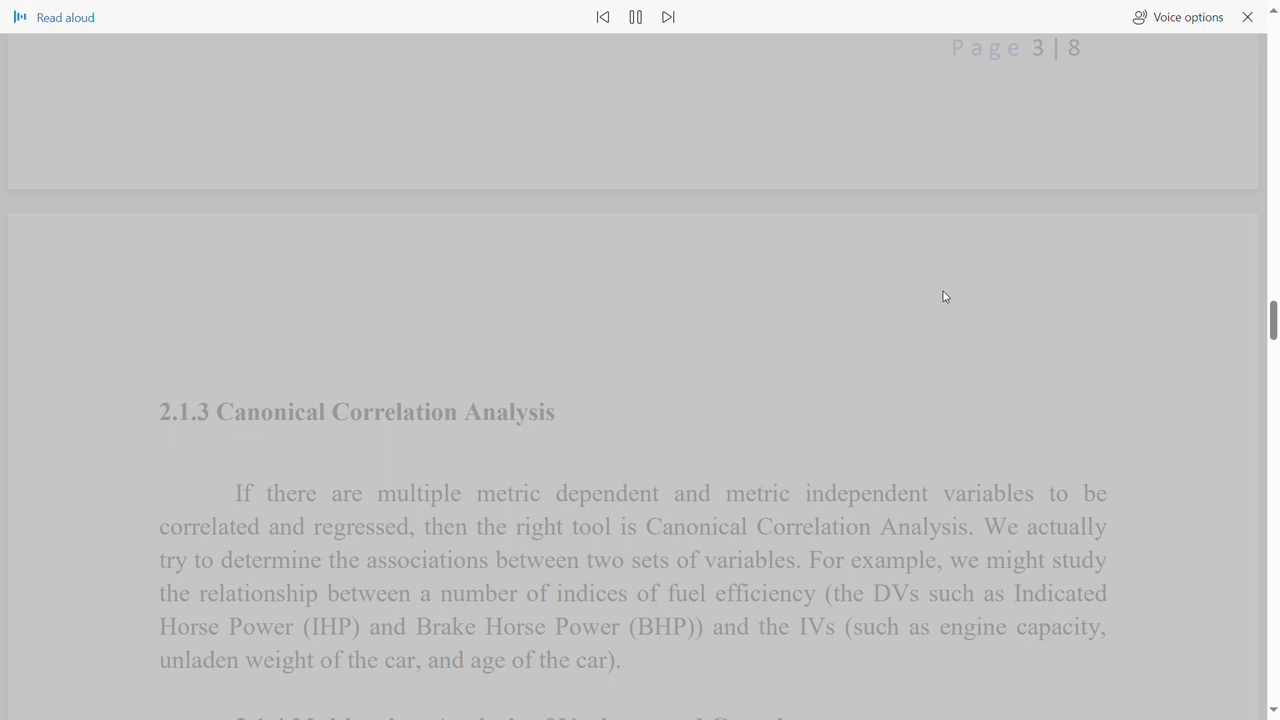 Read aloud
Voice options
Page 3 | 8
2.1.3 Canonical Correlation Analysis
If there are multiple metric dependent and metric independent variables to be
correlated and regressed, then the right tool is Canonical Correlation Analysis. We actually
try to determine the associations between two sets of variables. For example, we might study
the relationship between a number of indices of fuel efficiency (the DVs such as Indicated
Horse Power (IHP) and Brake Horse Power (BHP)) and the IVs (such as engine capacity,
unladen weight of the car, and age of the car).